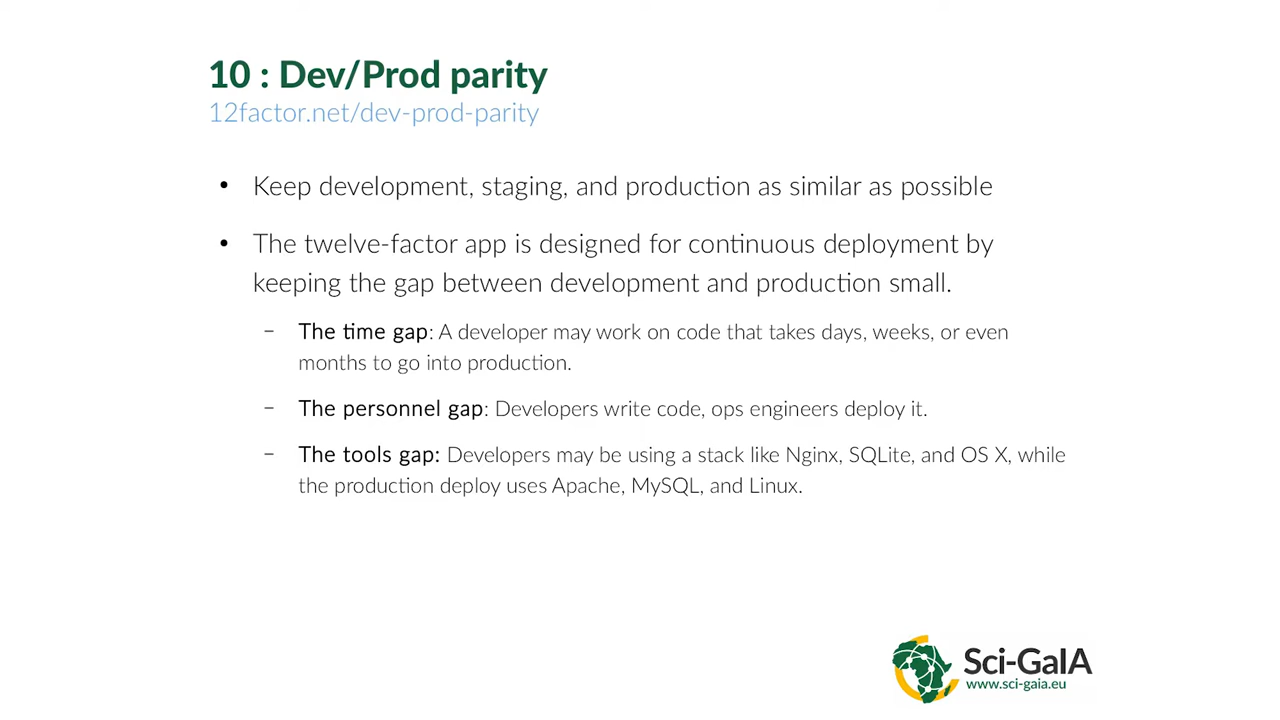 10 : Dev/Prod parity
12factor.net/dev-prod-parity
• Keep development, staging, and production as similar as possible
• The twelve-factor app is designed for continuous deployment by
keeping the gap between development and production small.
– The time gap: A developer may work on code that takes days, weeks, or even
months to go into production.
– The personnel gap: Developers write code, ops engineers deploy it.
– The tools gap: Developers may be using a stack like Nginx, SQLite, and OS X, while
the production deploy uses Apache, MySQL, and Linux.
Sci-GaIA
www.sci-gaia.eu